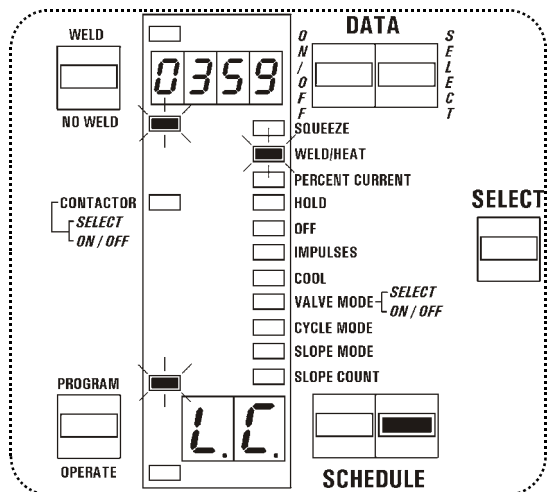 WELD
NO WELD
0359
ON/OFF
DATA
SELECT
SQUEEZE
WELD/HEAT
PERCENT CURRENT
HOLD
OFF
IMPULSES
COOL
VALVE MODE
SELECT
ON/OFF
CYCLE MODE
SLOPE MODE
SLOPE COUNT
CONTACTOR
SELECT
ON/OFF
SELECT
PROGRAM
OPERATE
L.C.
SCHEDULE